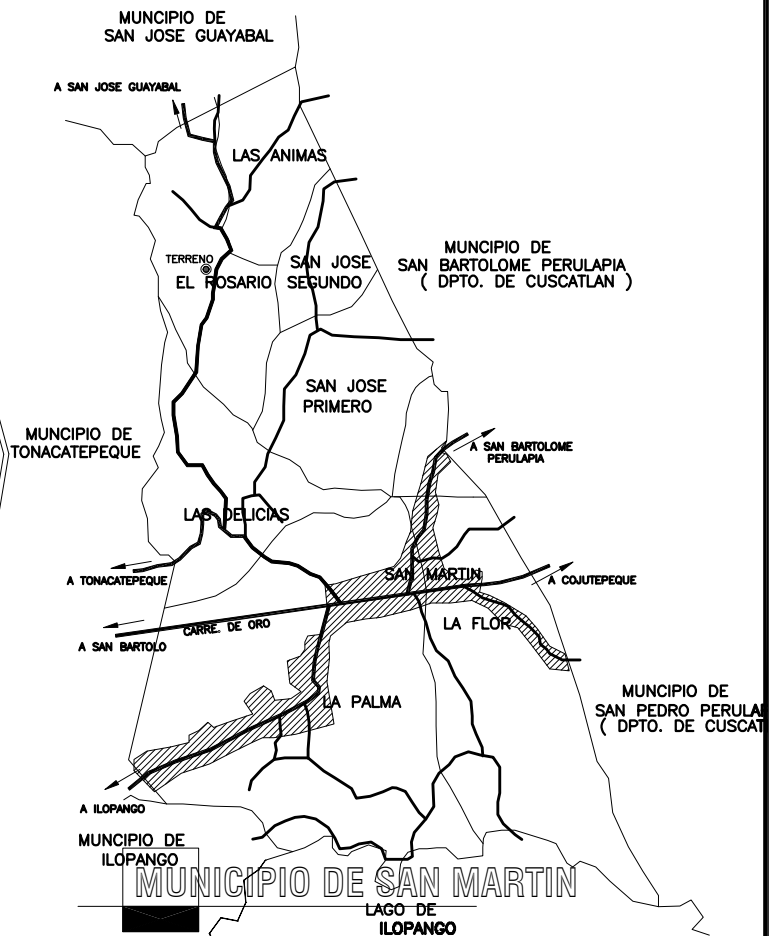 MUNCIPIO DE
SAN JOSE GUAYABAL
A SAN JOSE GUAYABAL
LAS ANIMAS
MUNCIPIO DE
SAN BARTOLOME PERULAPIA
( DPTO. DE CUSCATLAN )
TERRENO
SAN JOSE
SEGUNDO
EL ROSARIO
SAN JOSE
PRIMERO
MUNCIPIO DE
TONACATEPEQUE
A SAN BARTOLOME
PERULAPIA
LAS DELICIAS
SAN MARTIN
A TONACATEPEQUE
A COJUTEPEQUE
CARRE. DE ORO
A SAN BARTOLO
LA FLOR
LA PALMA
MUNCIPIO DE
SAN PEDRO PERULA
( DPTO. DE CUSCAT
A ILOPANGO
MUNCIPIO DE
ILOPANGO
MUNICIPIO DE SAN MARTIN
LAGO DE
ILOPANGO